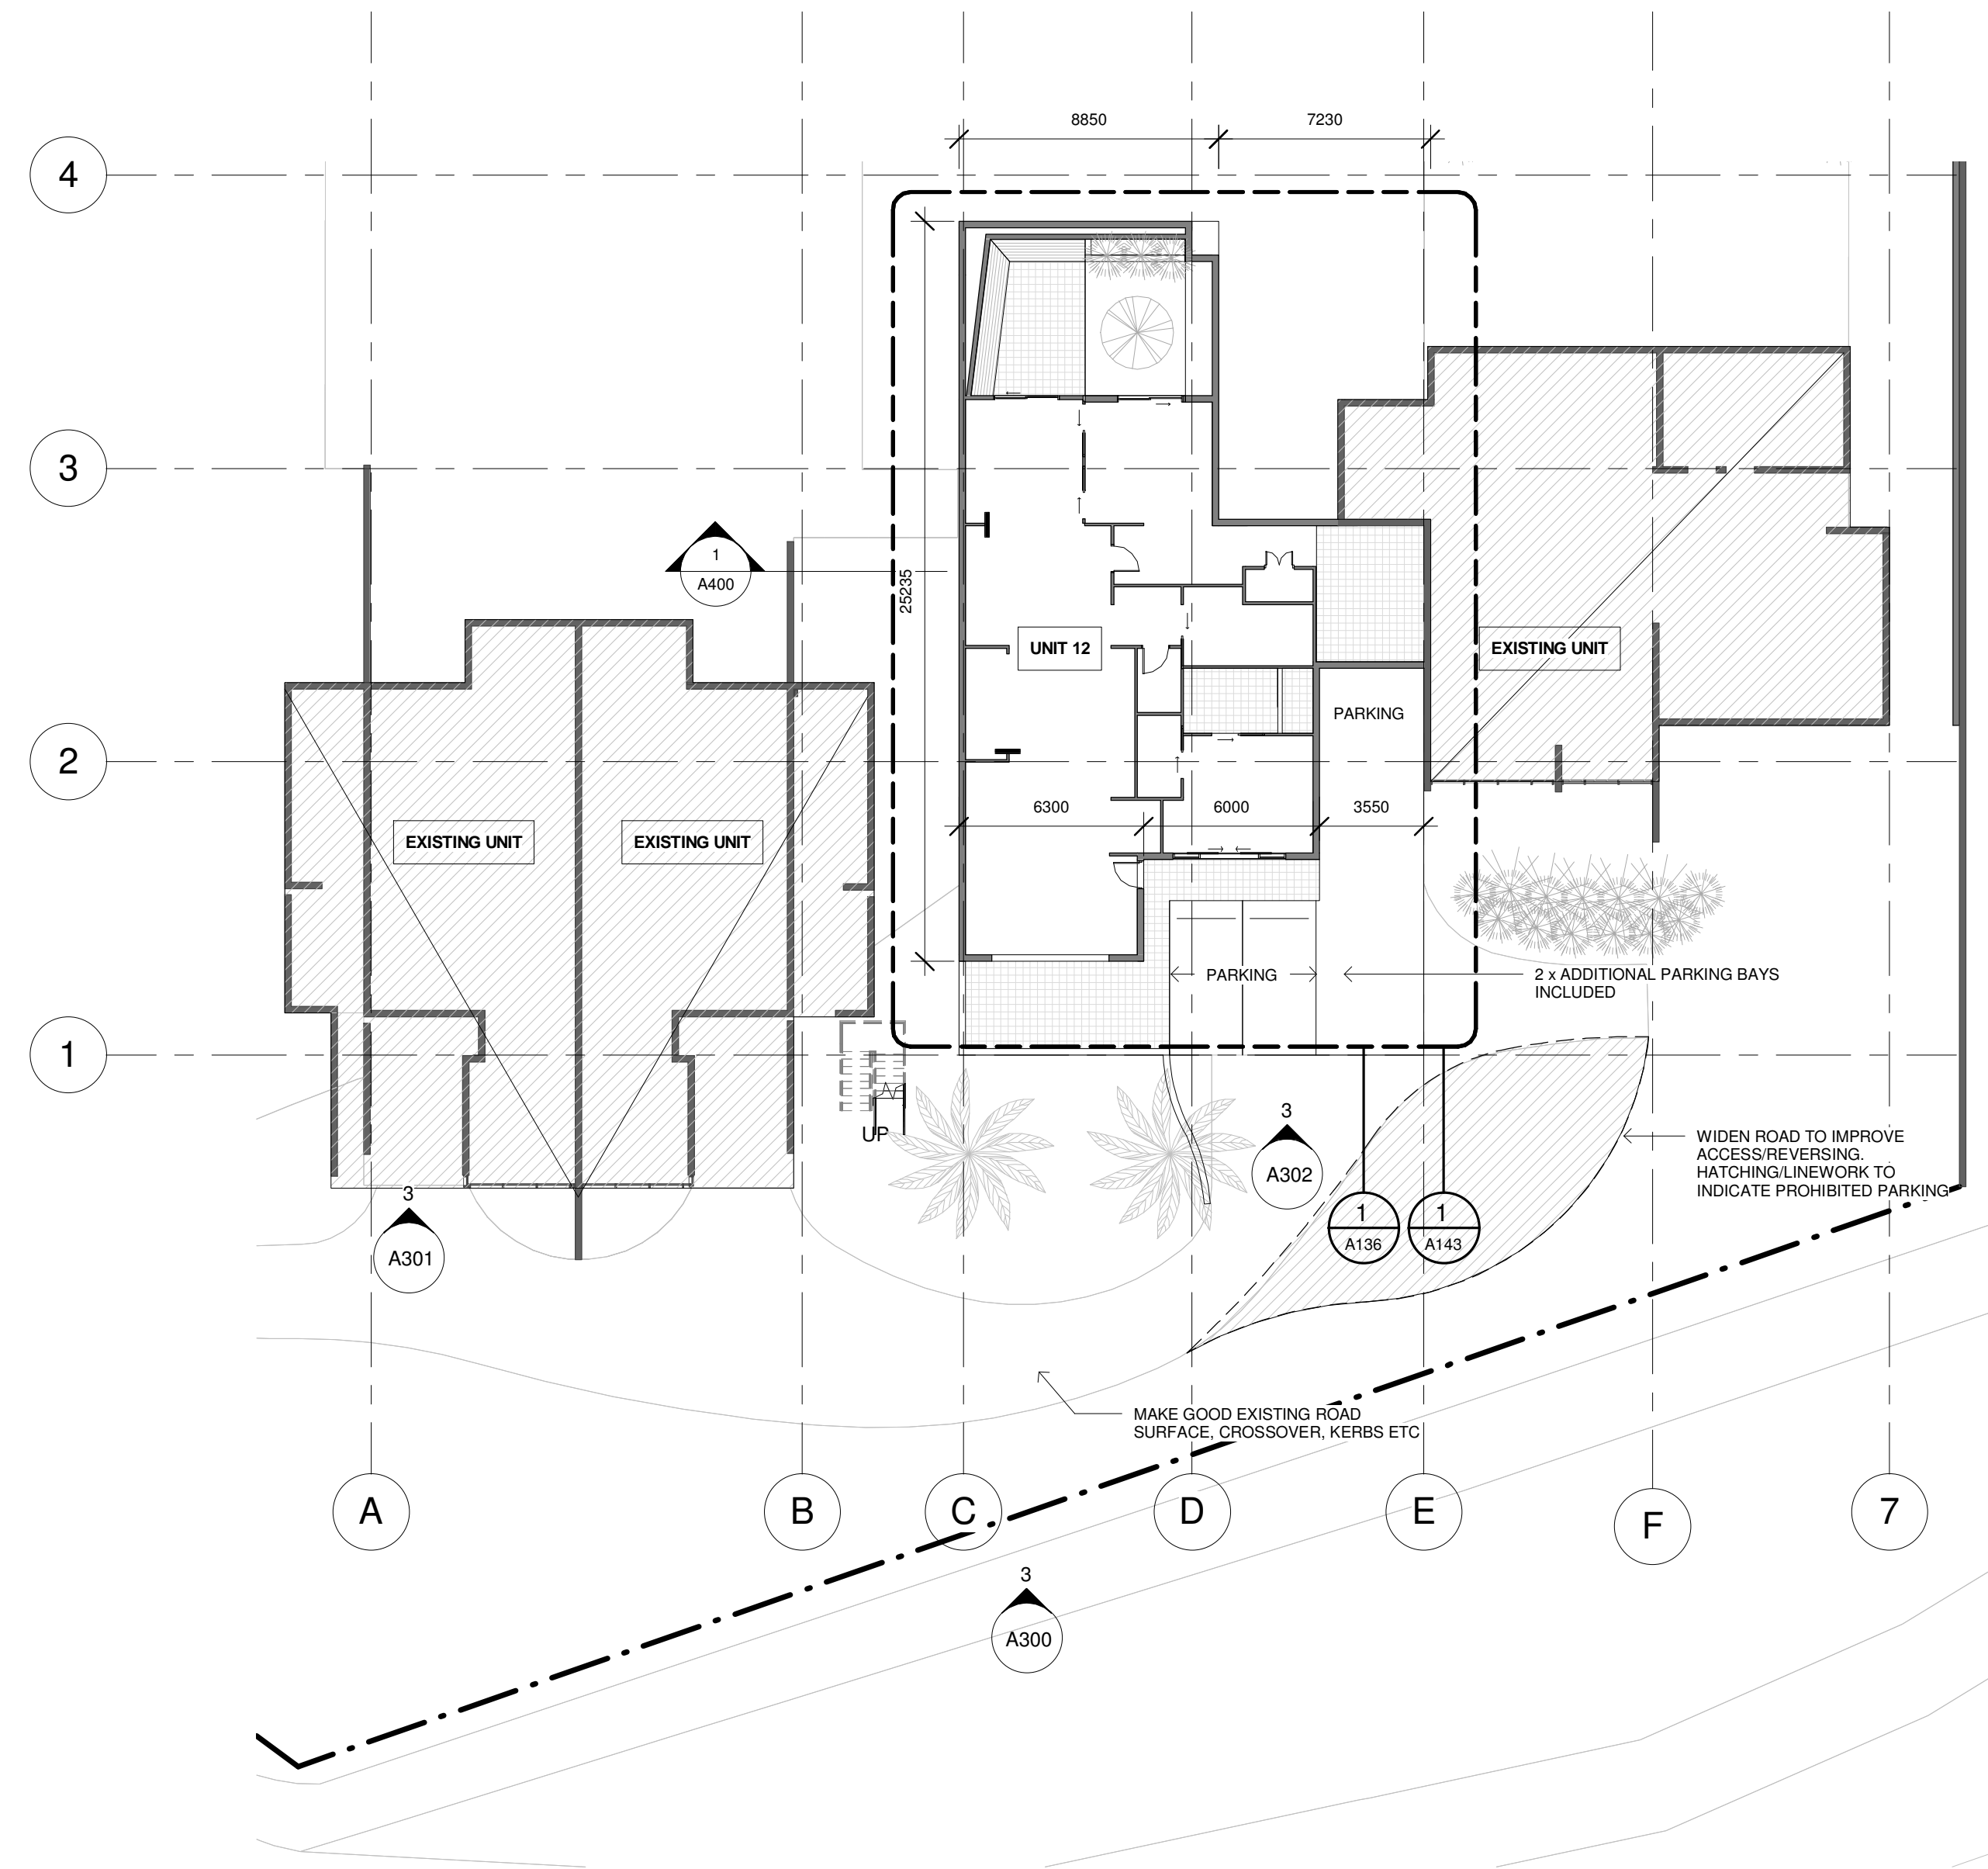 8850
7230
4
3
1
A400
25235
UNIT 12
EXISTING UNIT
PARKING
2
6300
6000
3550
EXISTING UNIT
EXISTING UNIT
PARKING
2 x ADDITIONAL PARKING BAYS
INCLUDED
1
UP
3
A302
WIDEN ROAD TO IMPROVE
ACCESS/REVERSING.
HATCHING/LINEWORK TO
INDICATE PROHIBITED PARKING
3
A301
1
A136
1
A143
MAKE GOOD EXISTING ROAD
SURFACE, CROSSOVER, KERBS ETC
A
B
C
D
E
F
7
3
A300